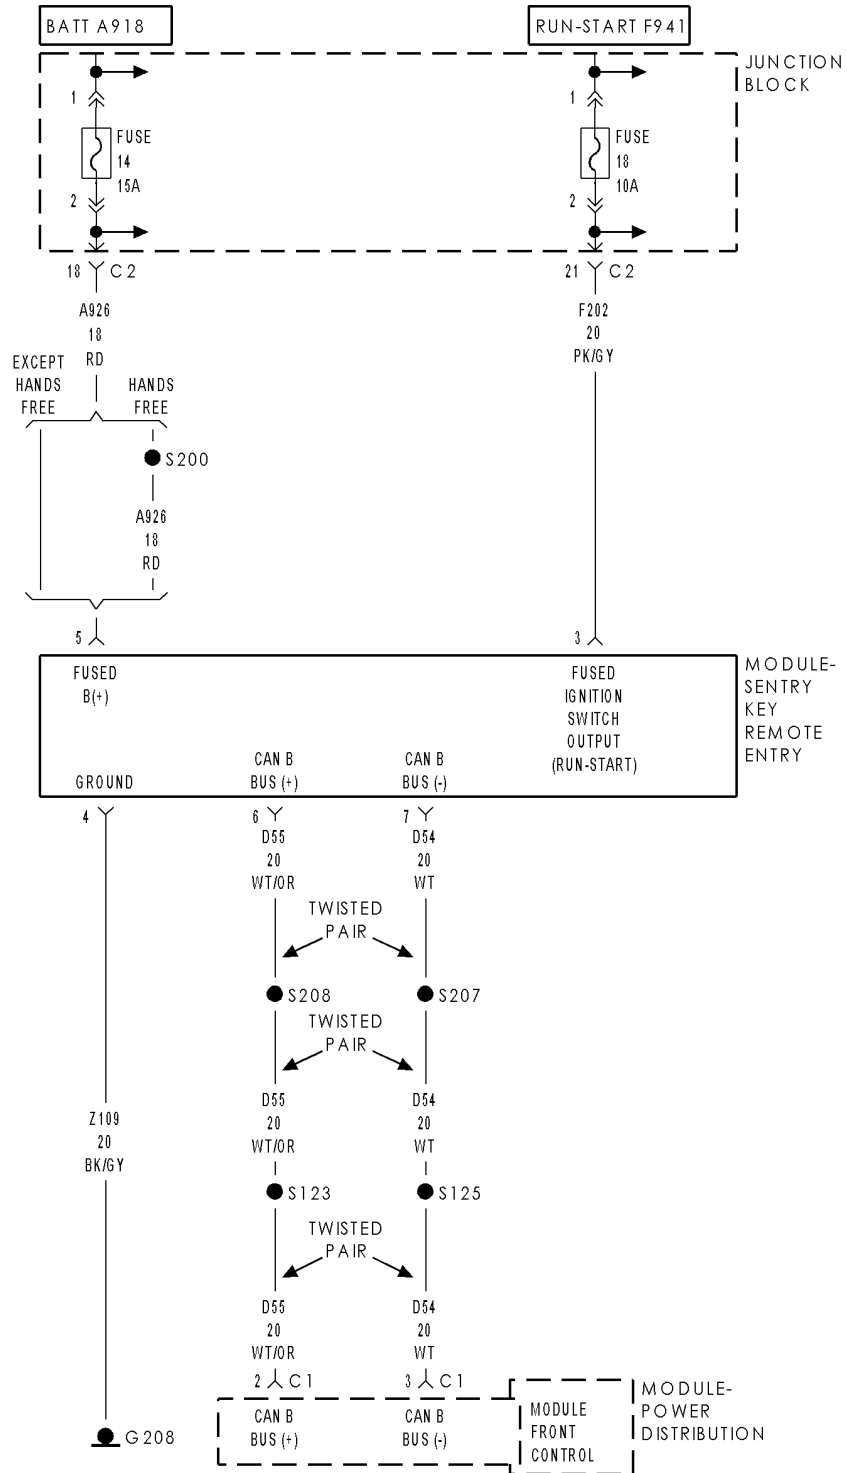 BATT A918
RUN-START F941
JUNCTION
BLOCK
1
1
FUSE
14
15A
FUSE
18
10A
2
2
18 C2
21 C2
A926
18
RD
F202
20
PK/GY
EXCEPT
HANDS
FREE
HANDS
FREE
S200
A926
18
RD
5
3
FUSED
B(+)
FUSED
IGNITION
SWITCH
OUTPUT
(RUN-START)
MODULE-
SENTRY
KEY
REMOTE
ENTRY
GROUND
CAN B
BUS (+)
CAN B
BUS (-)
4
6
7
D55
20
WT/OR
D54
20
WT
TWISTED
PAIR
S208
S207
TWISTED
PAIR
D55
20
WT/OR
D54
20
WT
Z109
20
BK/GY
S123
S125
TWISTED
PAIR
D55
20
WT/OR
D54
20
WT
2 C1
3 C1
G208
CAN B
BUS (+)
CAN B
BUS (-)
MODULE
FRONT
CONTROL
MODULE-
POWER
DISTRIBUTION